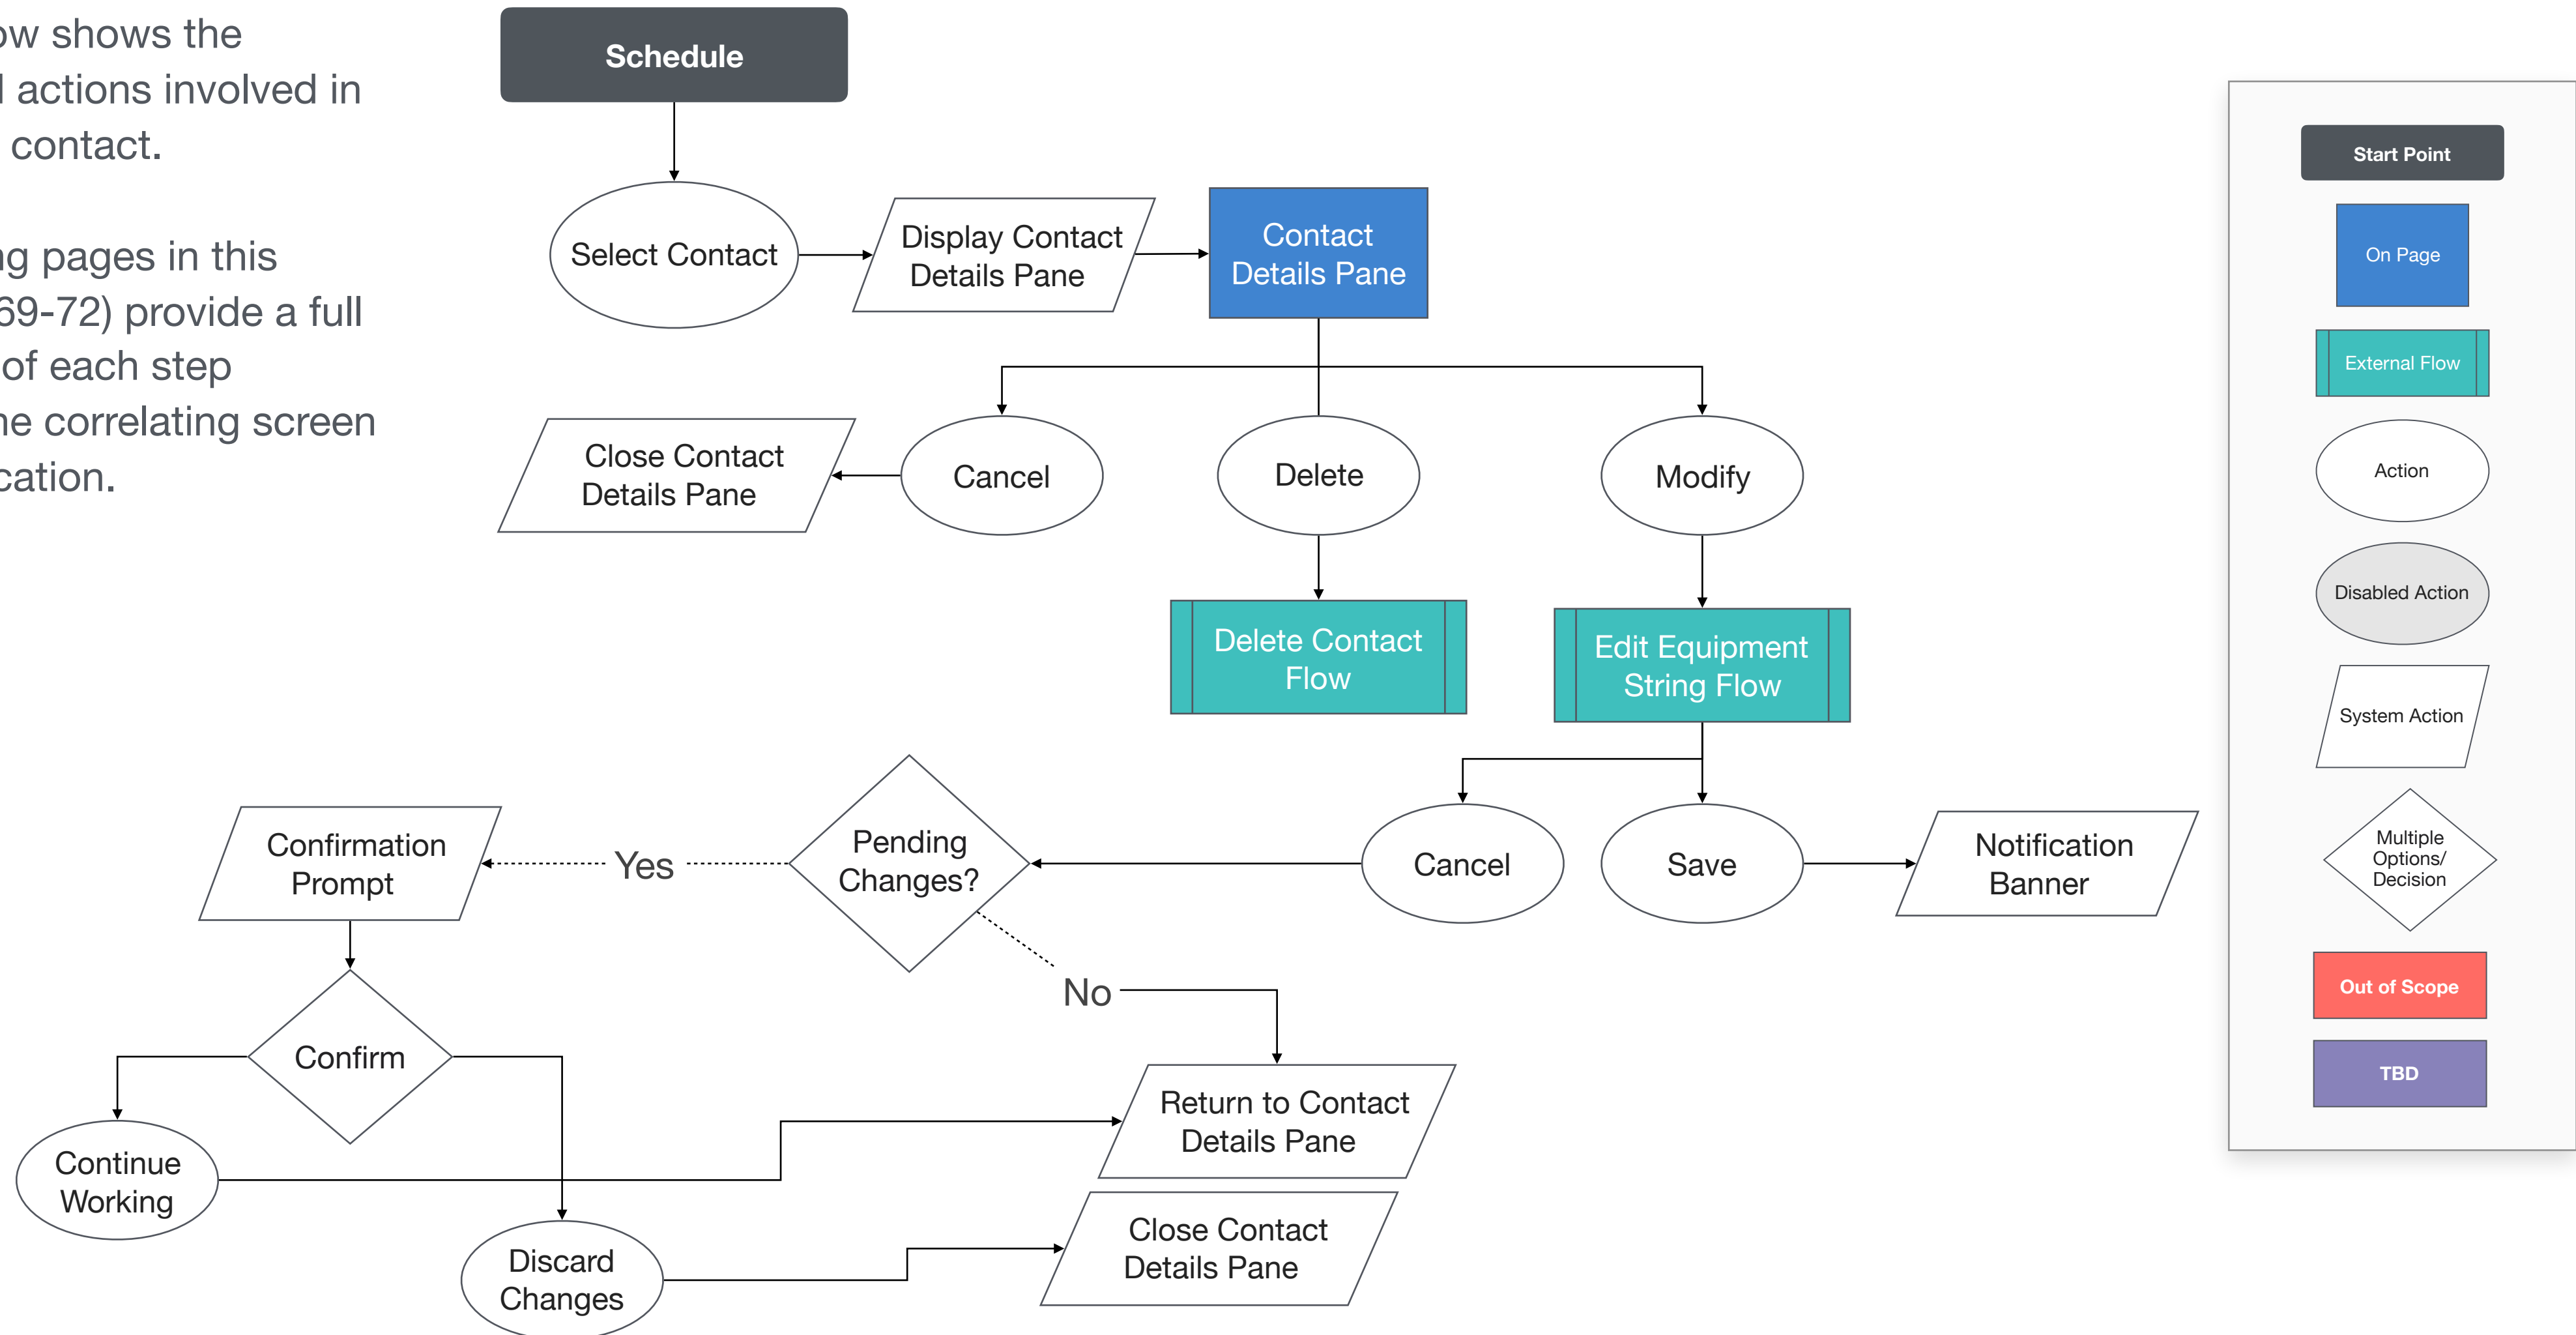 ow shows the
actions involved in
contact.
ng pages in this
69-72) provide a full
of each step
ne correlating screen
cation.
Schedule
Select Contact
Display Contact
Details Pane
Contact
Details Pane
Close Contact
Details Pane
Cancel
Delete
Modify
Delete Contact
Flow
Edit Equipment
String Flow
Confirmation
Prompt
Yes
Pending
Changes?
Cancel
Save
Notification
Banner
No
Confirm
Continue
Working
Discard
Changes
Return to Contact
Details Pane
Close Contact
Details Pane
Start Point
On Page
External Flow
Action
Disabled Action
System Action
Multiple
Options/
Decision
Out of Scope
TBD